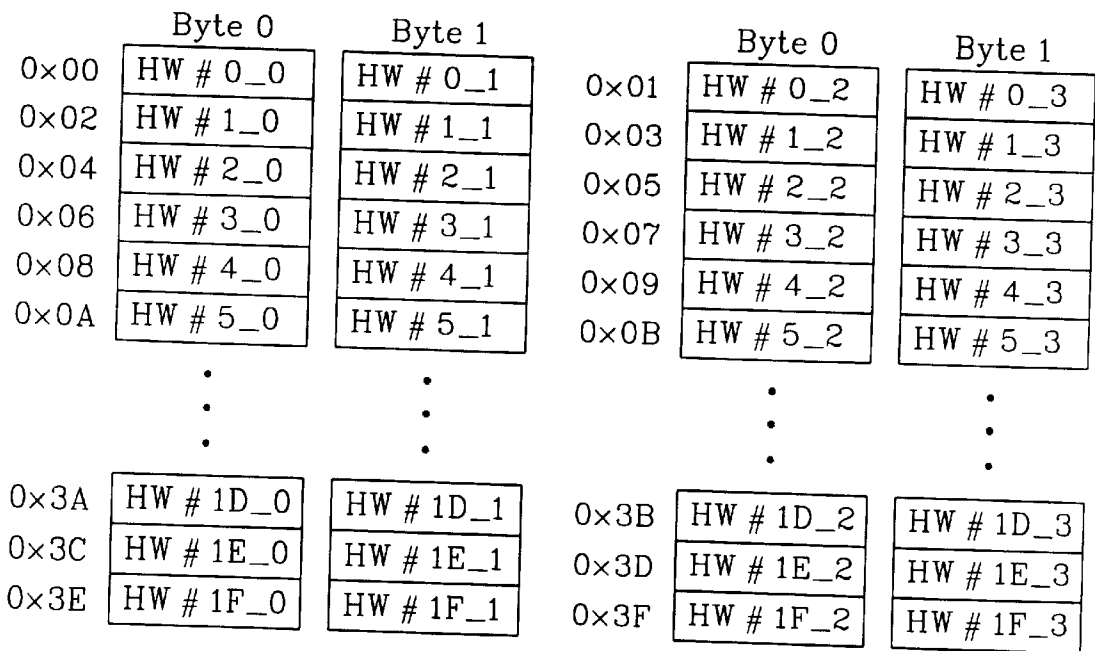 Byte 0 Byte 1 Byte 0 Byte 1
0×00 HW # 0_0 HW # 0_1 0×01 HW # 0_2 HW # 0_3
0×02 HW # 1_0 HW # 1_1 0×03 HW # 1_2 HW # 1_3
0×04 HW # 2_0 HW # 2_1 0×05 HW # 2_2 HW # 2_3
0×06 HW # 3_0 HW # 3_1 0×07 HW # 3_2 HW # 3_3
0×08 HW # 4_0 HW # 4_1 0×09 HW # 4_2 HW # 4_3
0×0A HW # 5_0 HW # 5_1 0×0B HW # 5_2 HW # 5_3
0×3A HW # 1D_0 HW # 1D_1 0×3B HW # 1D_2 HW # 1D_3
0×3C HW # 1E_0 HW # 1E_1 0×3D HW # 1E_2 HW # 1E_3
0×3E HW # 1F_0 HW # 1F_1 0×3F HW # 1F_2 HW # 1F_3